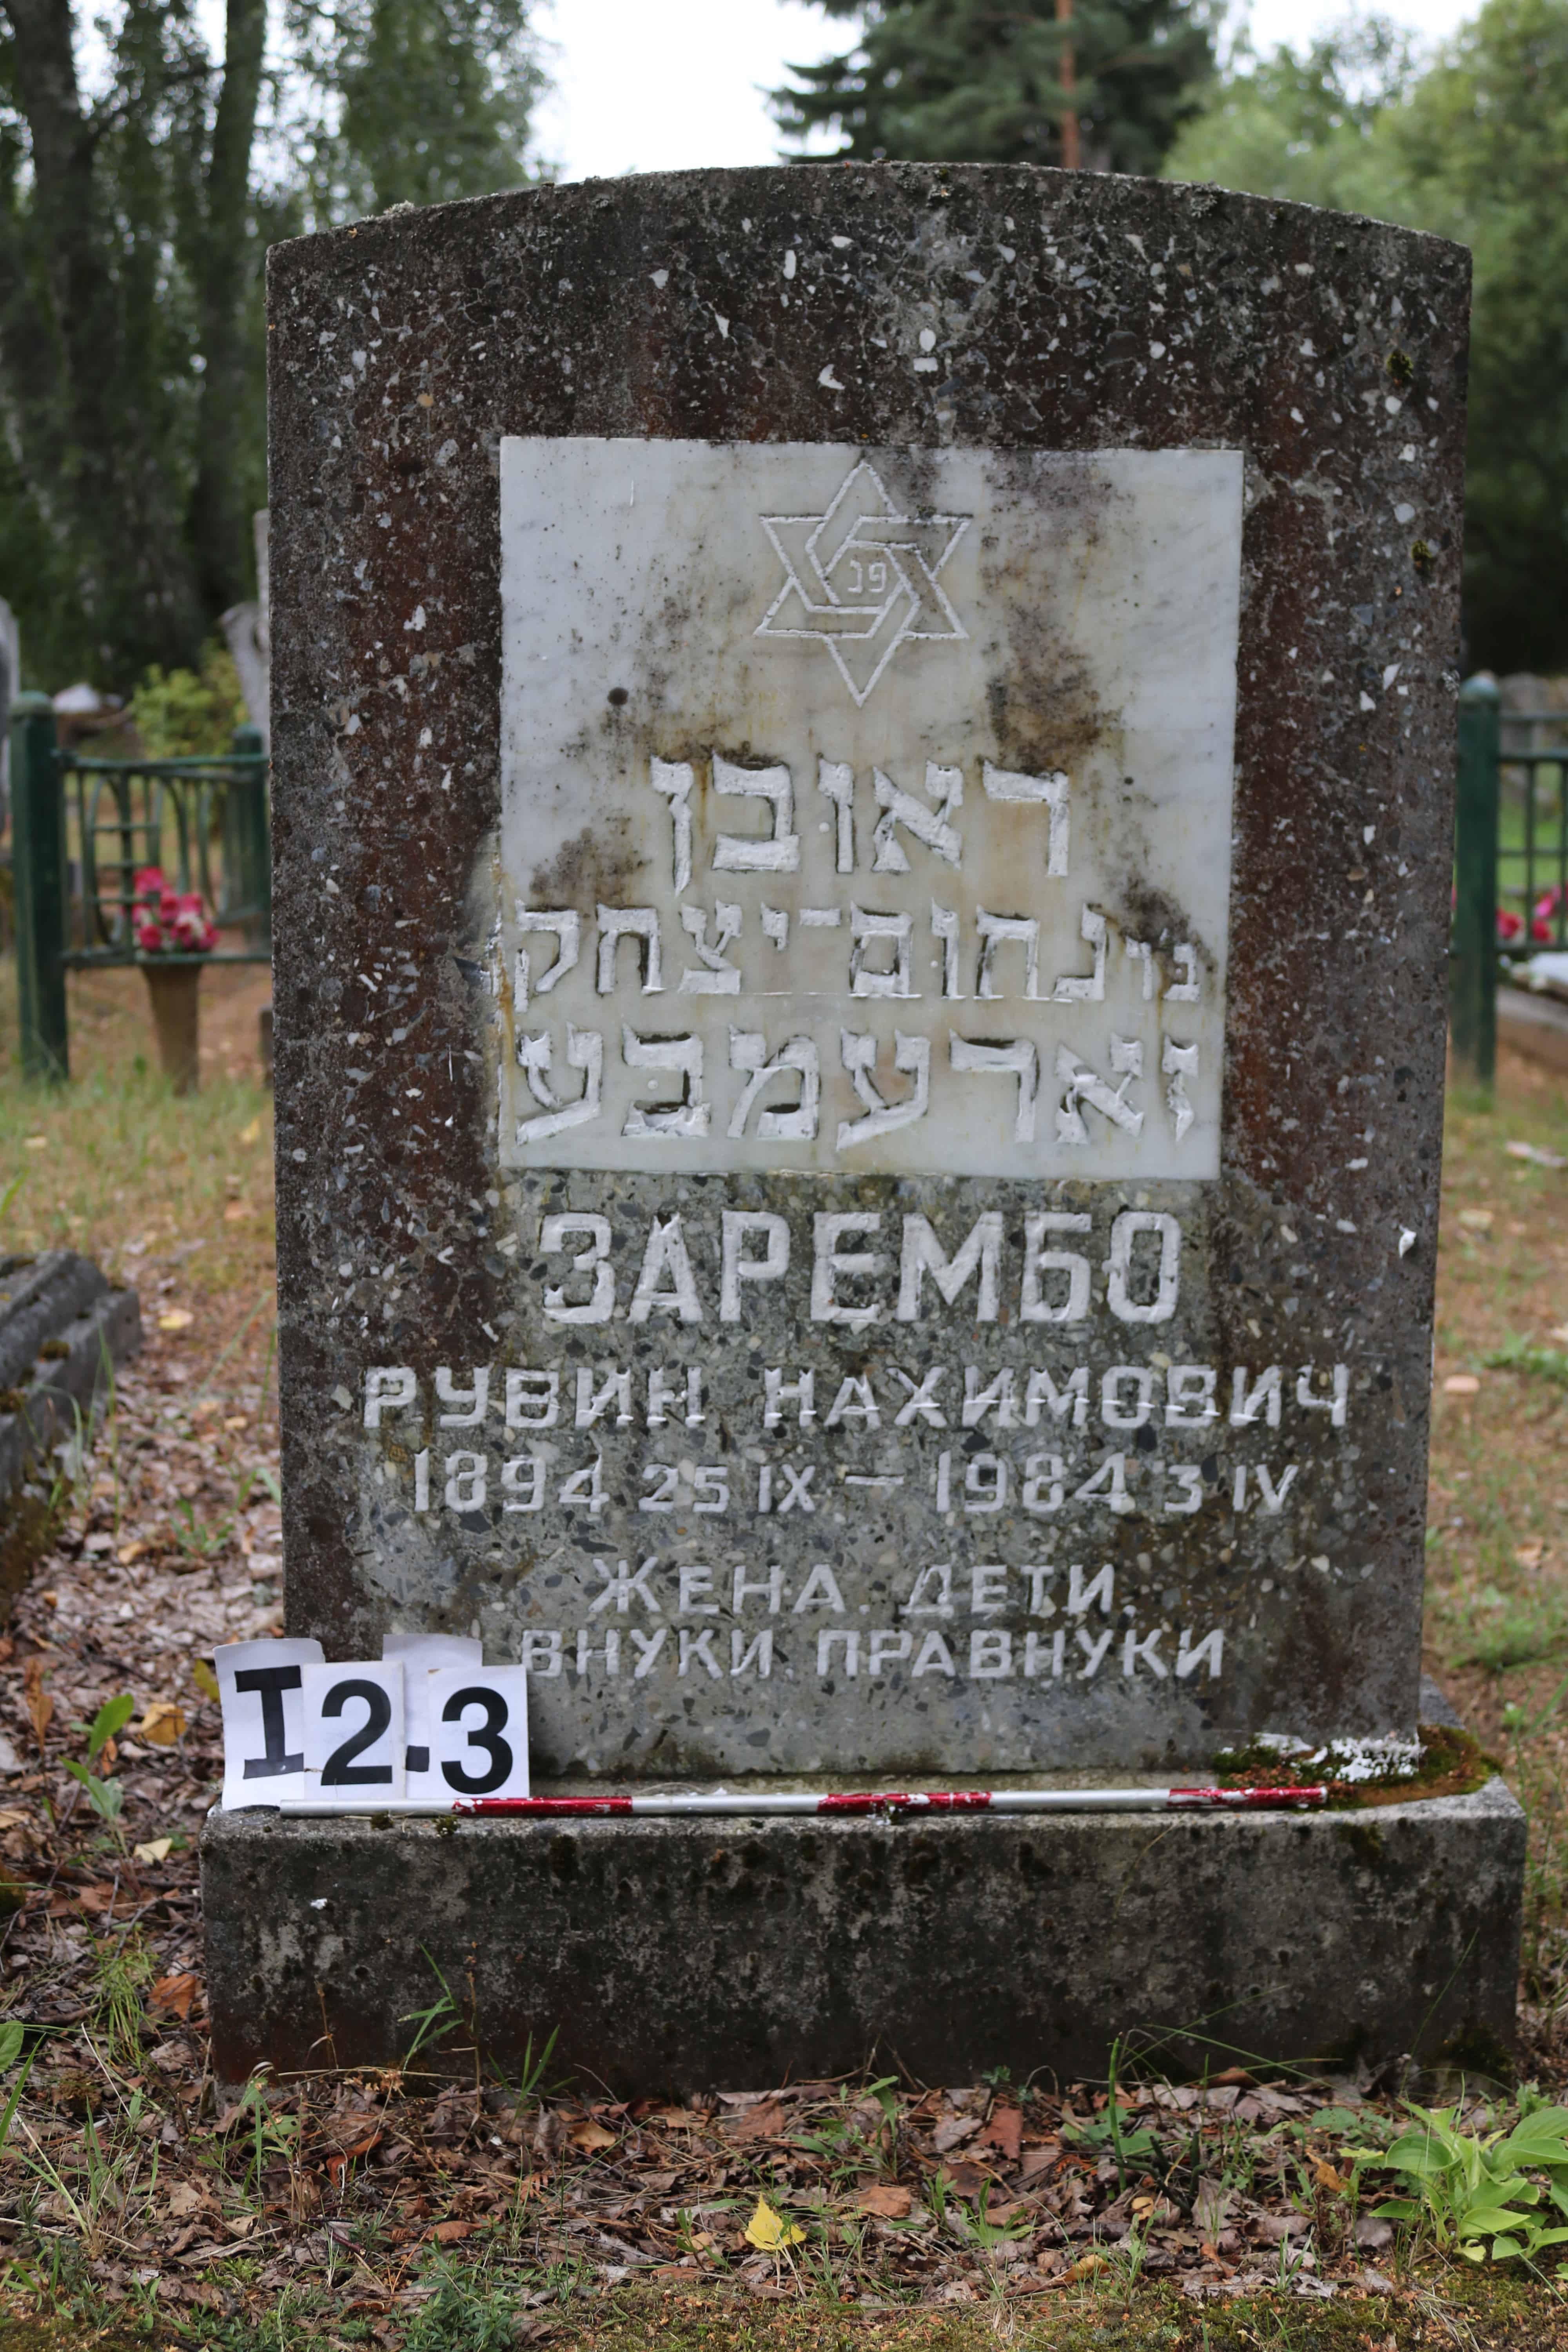 פנ
ראובן
נחום־יצחק
זארעמבע
ЗАРЕМБО
РУВИН НАХИМОВИЧ
1894 25 IX — 1984 3 IV
ЖЕНА. ДЕТИ.
ВНУКИ. ПРАВНУКИ
I2.3